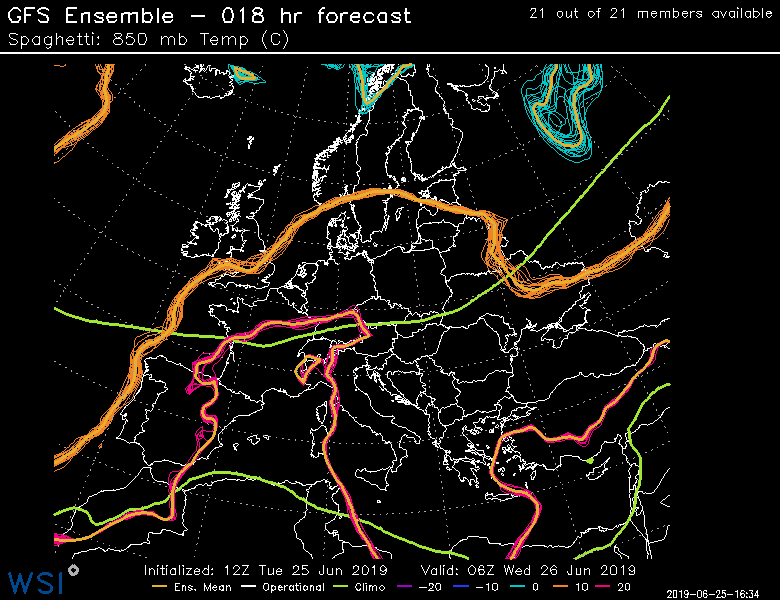 GFS Ensemble – 018 hr forecast
21 out of 21 members available
Spaghetti: 850 mb Temp (C)
Initialized: 12Z Tue 25 Jun 2019
Valid: 06Z Wed 26 Jun 2019
Ens. Mean Operational Climo -20 -10 0 10 20
WSI
2019-06-25-16:34